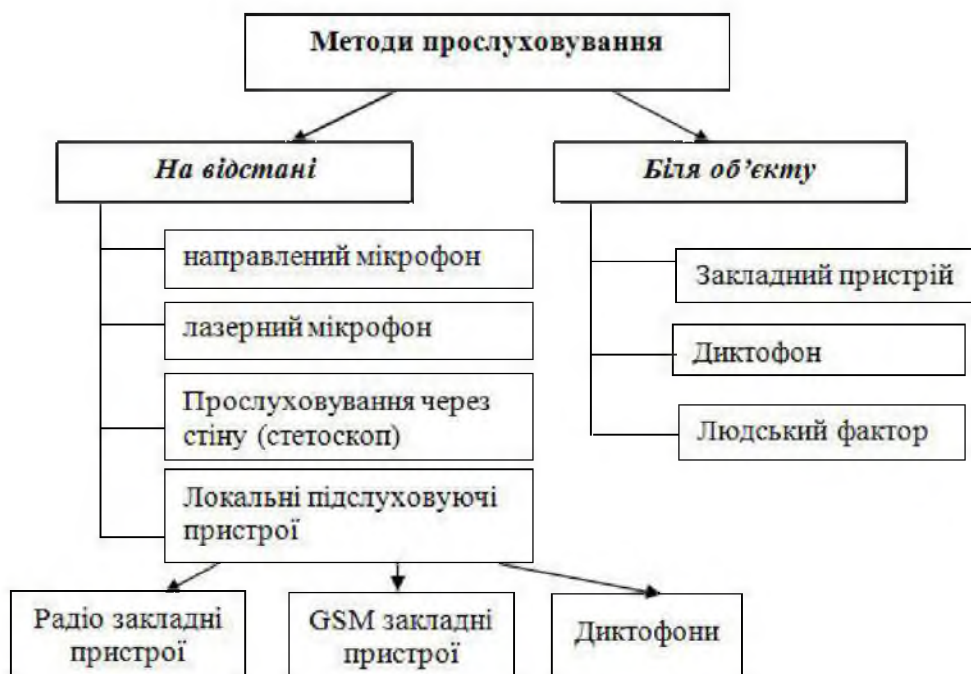 Методи прослуховування
На відстані
Біля об’єкту
направлений мікрофон
лазерний мікрофон
Прослуховування через
стіну (стетоскоп)
Локальні підслуховуючі
пристрої
Закладний пристрій
Диктофон
Людський фактор
Радіо закладні
пристрої
GSM закладні
пристрої
Диктофони